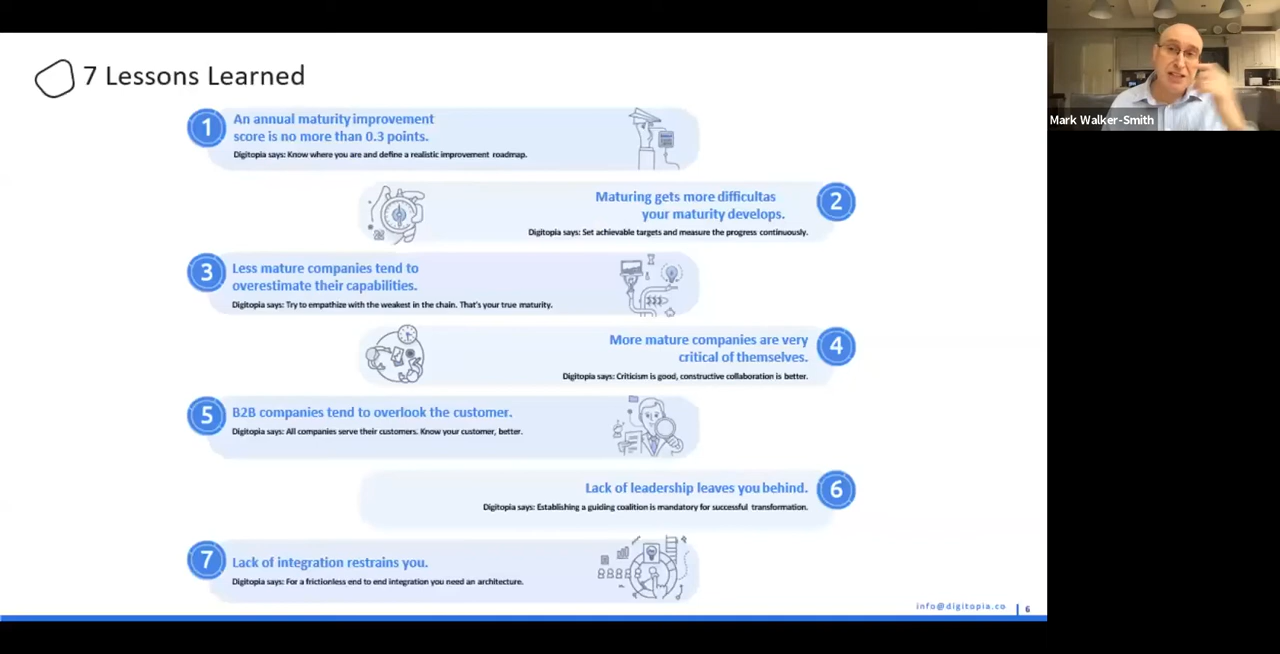 7 Lessons Learned
1
An annual maturity improvement
score is no more than 0.3 points.
Digitopia says: Know where you are and define a realistic improvement roadmap.
Maturing gets more difficultas
your maturity develops.
2
Digitopia says: Set achievable targets and measure the progress continuously.
3
Less mature companies tend to
overestimate their capabilities.
Digitopia says: Try to empathize with the weakest in the chain. That's your true maturity.
More mature companies are very
critical of themselves.
4
Digitopia says: Criticism is good, constructive collaboration is better.
5
B2B companies tend to overlook the customer.
Digitopia says: All companies serve their customers. Know your customer, better.
Lack of leadership leaves you behind.
6
Digitopia says: Establishing a guiding coalition is mandatory for successful transformation.
7
Lack of integration restrains you.
Digitopia says: For a frictionless end to end integration you need an architecture.
info@digitopia.co
6
Mark Walker-Smith